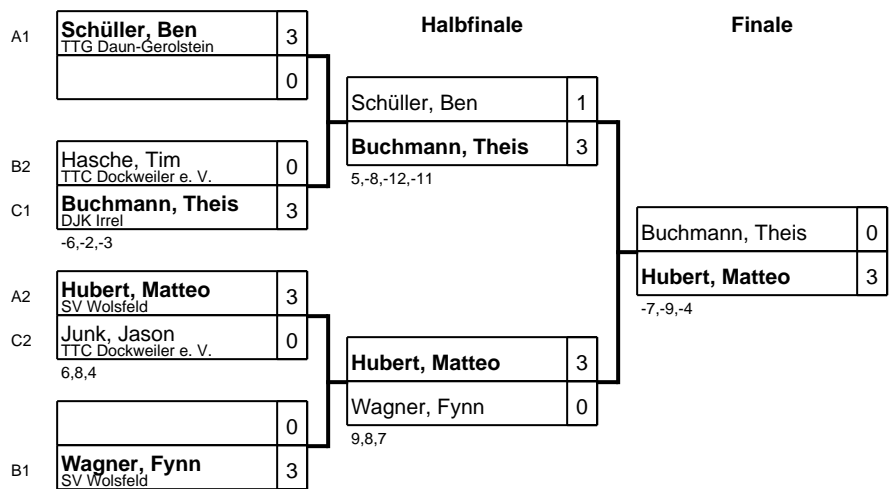 Halbfinale
Finale
A1 Schüller, Ben 3
TTG Daun-Gerolstein
0
B2 Hasche, Tim 0
TTC Dockweiler e. V.
C1 Buchmann, Theis 3
DJK Irrel
-6,-2,-3
A2 Hubert, Matteo 3
SV Wolsfeld
C2 Junk, Jason 0
TTC Dockweiler e. V.
6,8,4
0
B1 Wagner, Fynn 3
SV Wolsfeld
Schüller, Ben 1
Buchmann, Theis 3
5,-8,-12,-11
Hubert, Matteo 3
Wagner, Fynn 0
9,8,7
Buchmann, Theis 0
Hubert, Matteo 3
-7,-9,-4